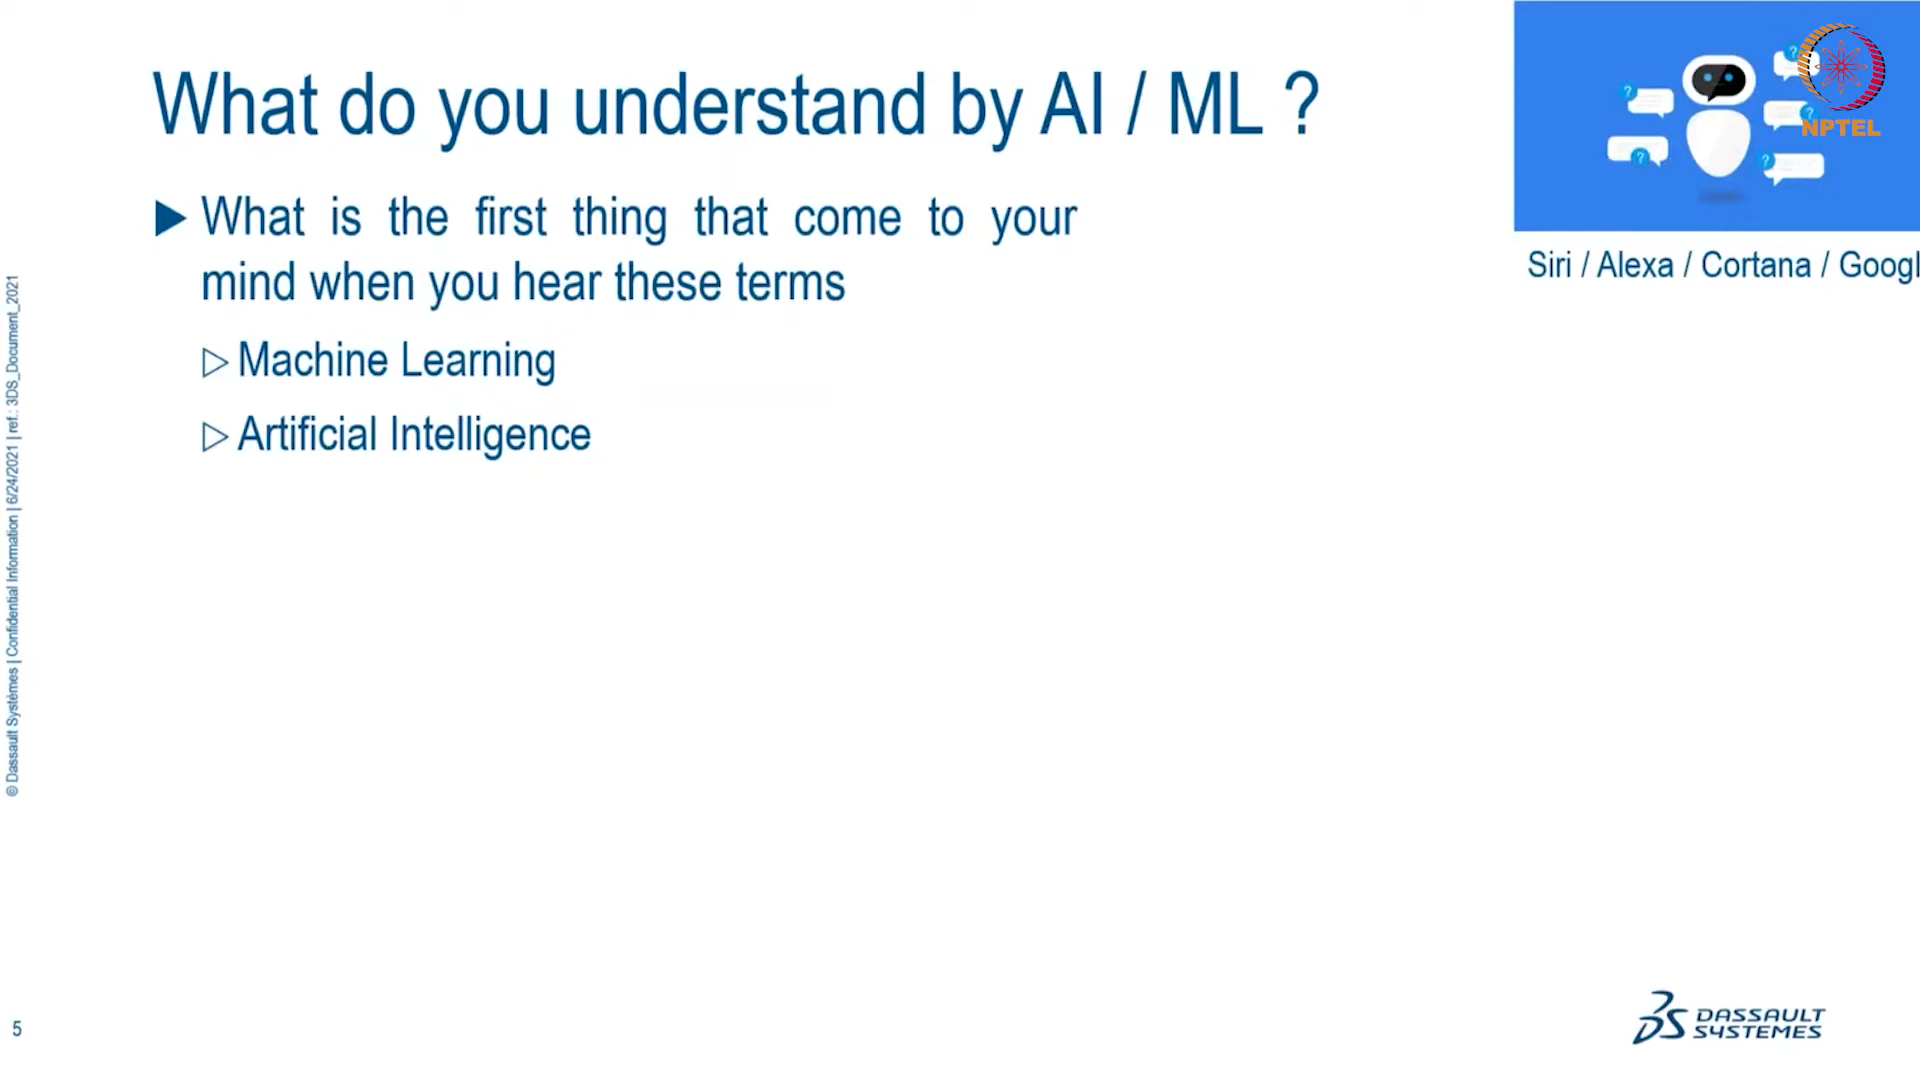 What do you understand by AI / ML ?
What is the first thing that come to your
mind when you hear these terms
Machine Learning
Artificial Intelligence
NPTEL
Siri / Alexa / Cortana / Googl
© Dassault Systèmes | Confidential Information | 6/24/2021 | ref.: 3DS_Document_2021
5
DASSAULT
SYSTEMES